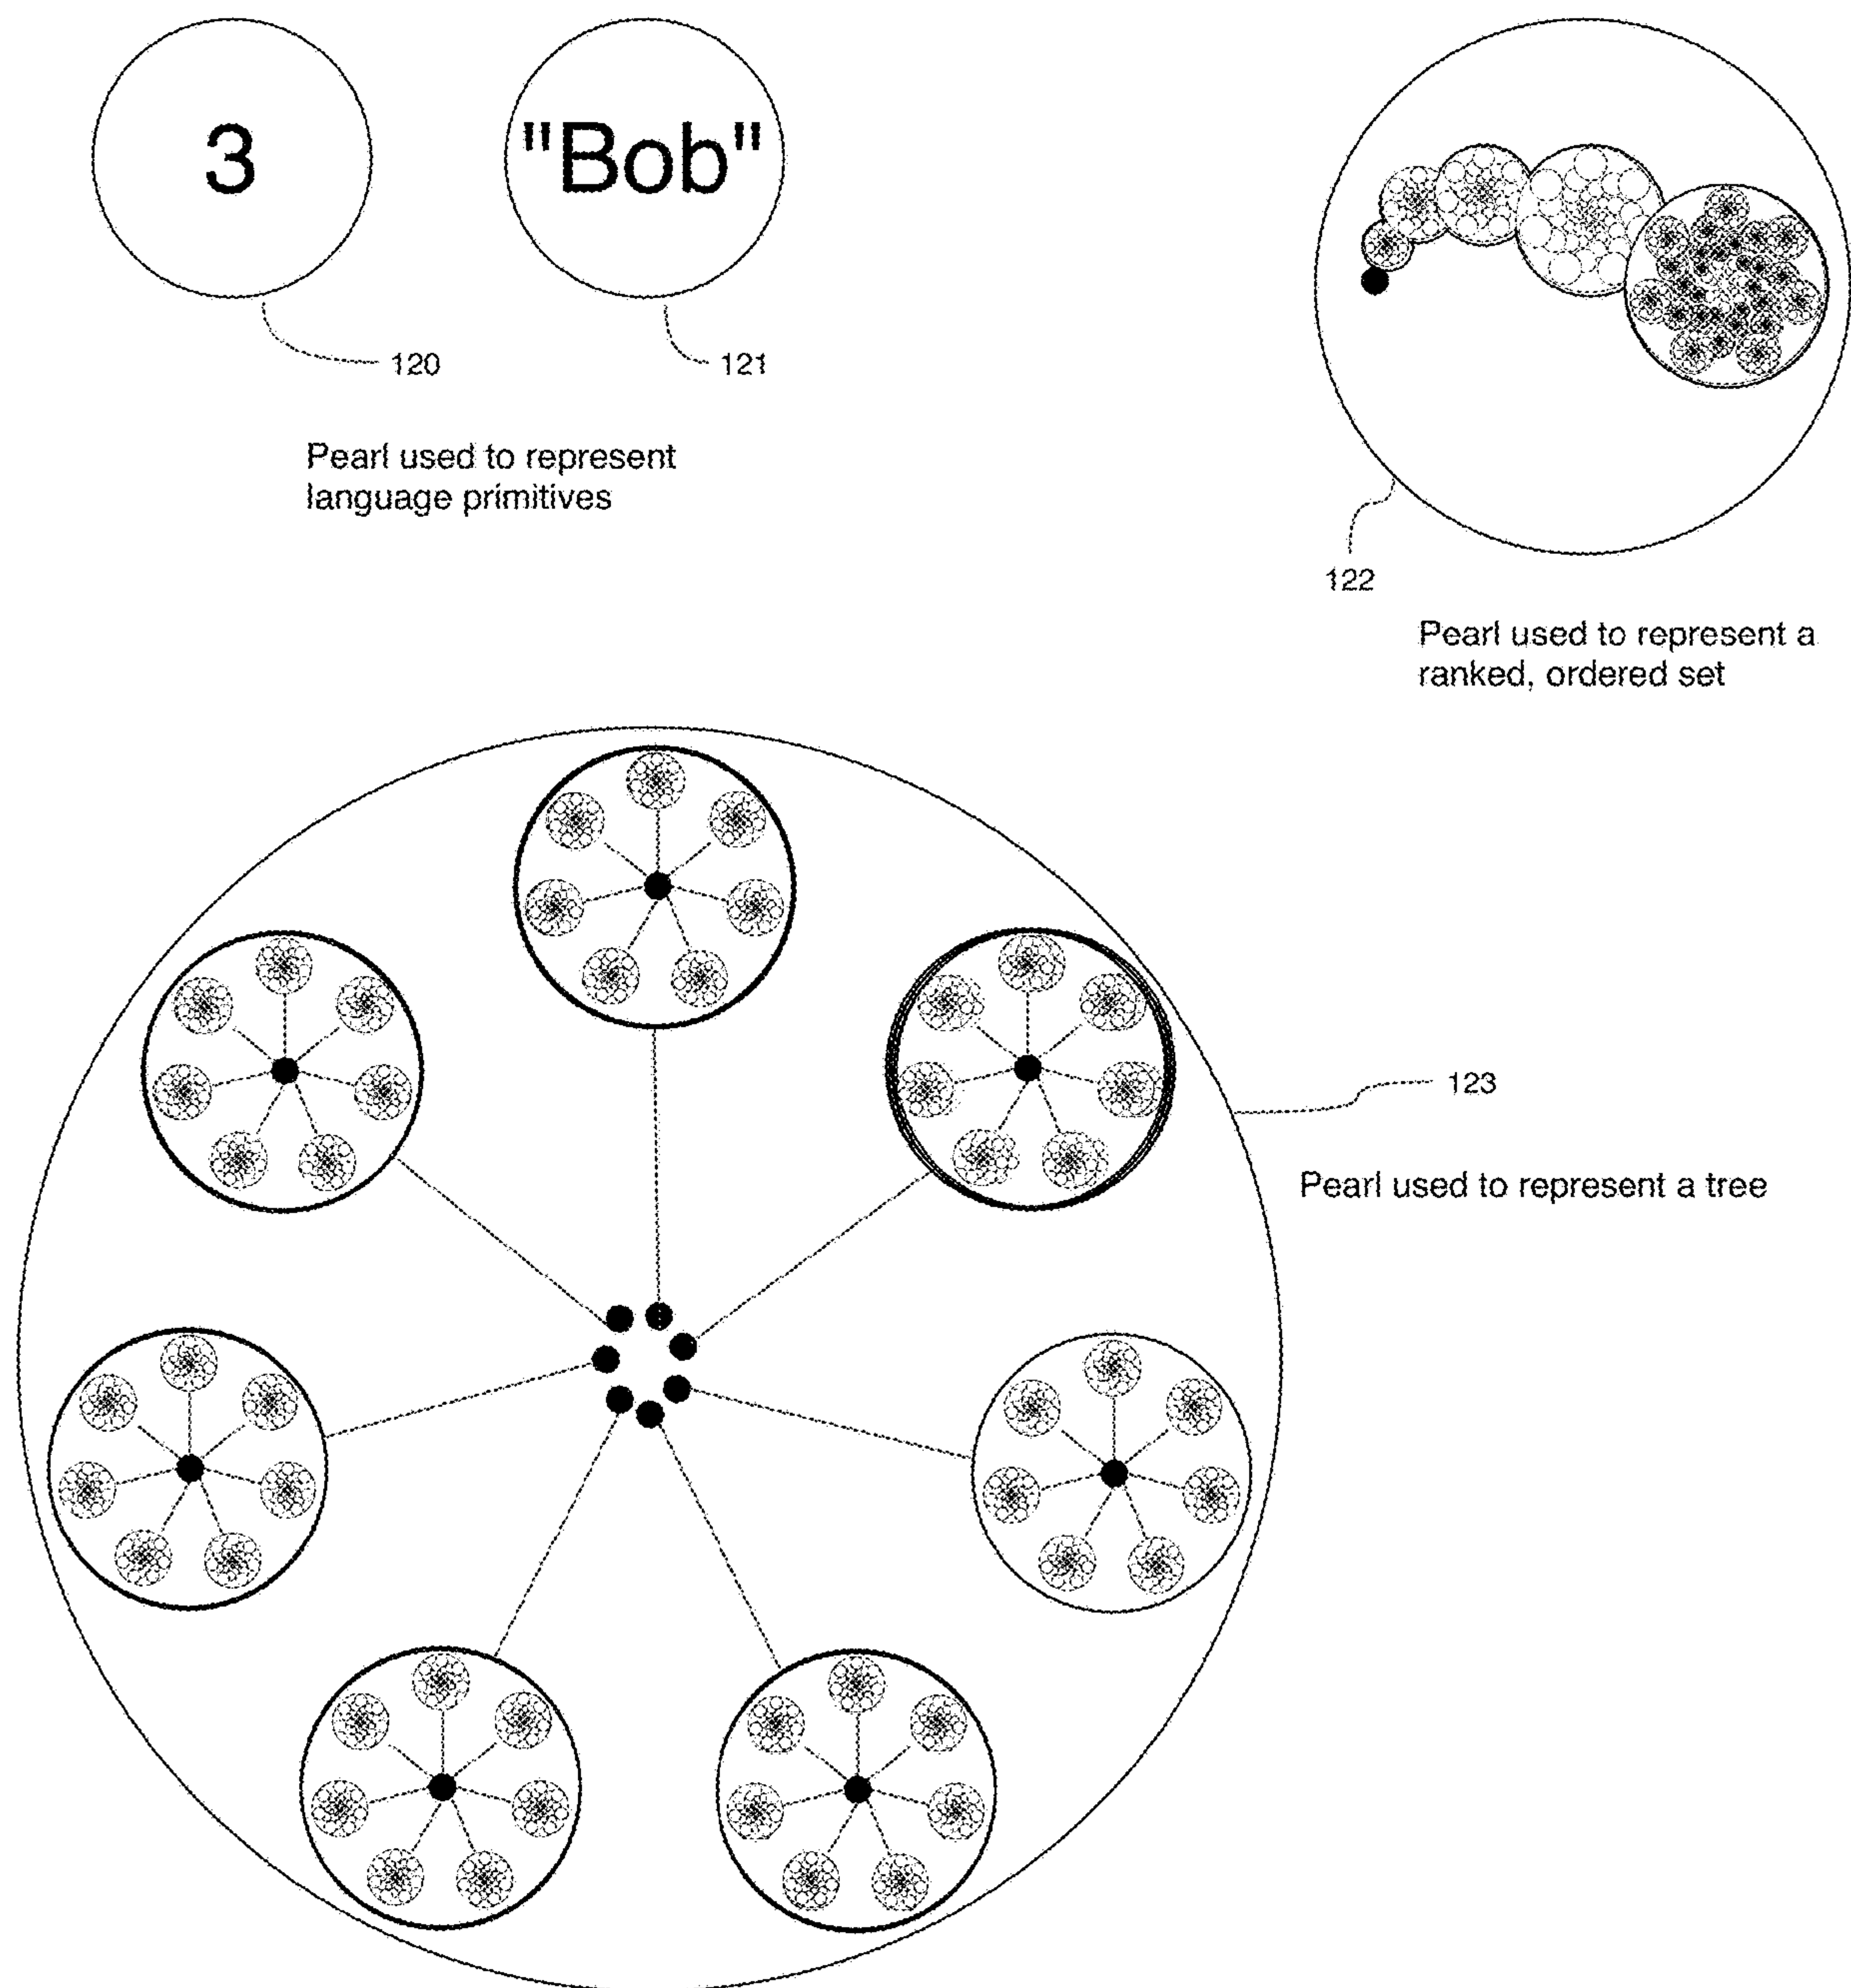 3
"Bob"
120
121
Pearl used to represent
language primitives
122
Pearl used to represent a
ranked, ordered set
123
Pearl used to represent a tree